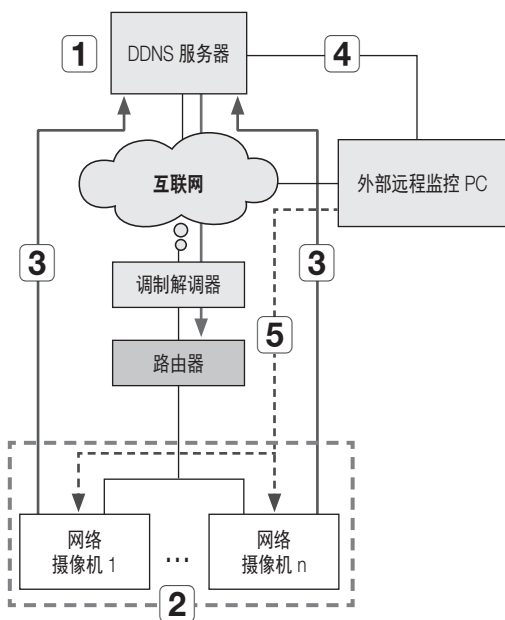 1
DDNS 服务器
4
互联网
外部远程监控 PC
3
调制解调器
3
5
路由器
网络
摄像机 1
...
网络
摄像机 n
2